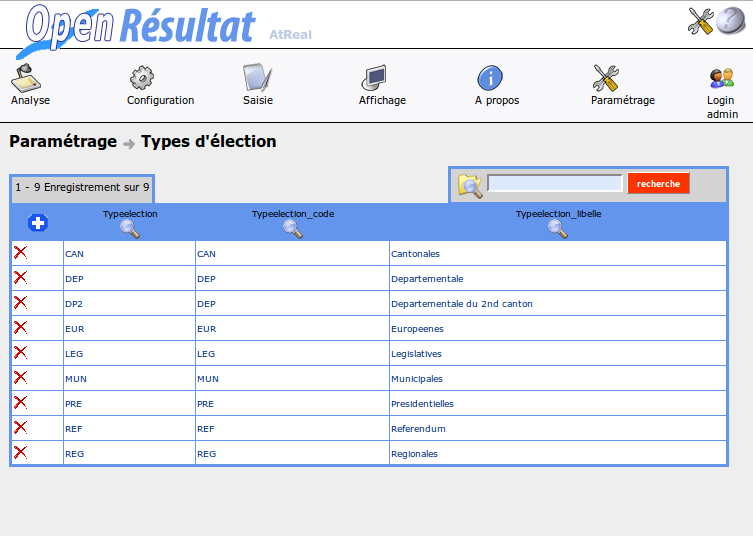 Open Résultat AtReal
Analyse Configuration Saisie Affichage A propos Paramétrage Login
admin
Paramétrage Types d'élection
1 - 9 Enregistrement sur 9 recherche
Typeelection Typeelection_code Typeelection_libelle
CAN CAN Cantonales
DEP DEP Departementale
DP2 DEP Departementale du 2nd canton
EUR EUR Europeenes
LEG LEG Legislatives
MUN MUN Municipales
PRE PRE Presidentielles
REF REF Referendum
REG REG Regionales